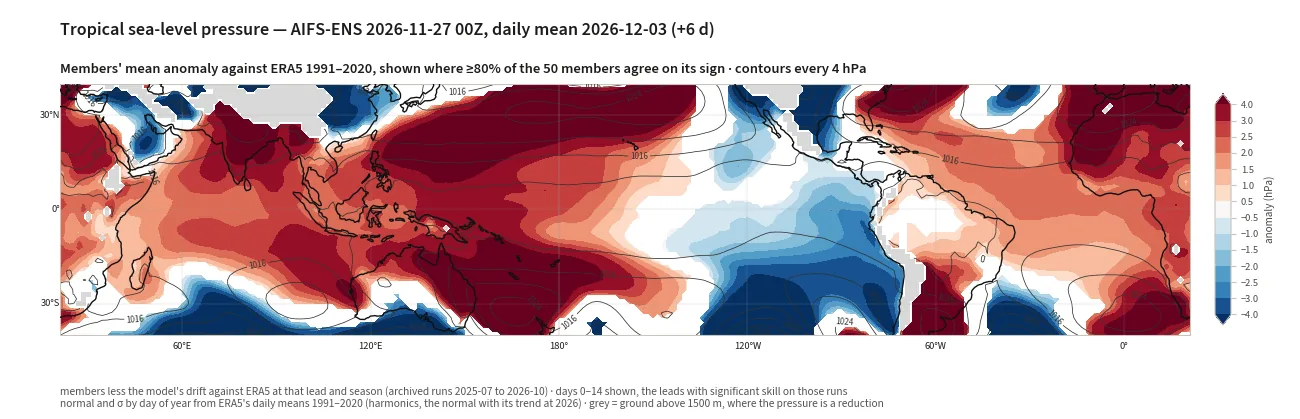 Tropical sea-level pressure — AIFS-ENS 2026-11-27 00Z, daily mean 2026-12-03 (+6 d)
Members' mean anomaly against ERA5 1991–2020, shown where ≥80% of the 50 members agree on its sign · contours every 4 hPa
30°N
0°
30°S
60°E
120°E
180°
120°W
60°W
0°
1016
1016
1016
1016
1016
1016
1016
1016
1024
0
1016
4.0
3.0
2.5
2.0
1.5
1.0
0.5
−0.5
−1.0
−1.5
−2.0
−2.5
−3.0
−4.0
anomaly (hPa)
members less the model's drift against ERA5 at that lead and season (archived runs 2025-07 to 2026-10) · days 0–14 shown, the leads with significant skill on those runs
normal and σ by day of year from ERA5's daily means 1991–2020 (harmonics, the normal with its trend at 2026) · grey = ground above 1500 m, where the pressure is a reduction